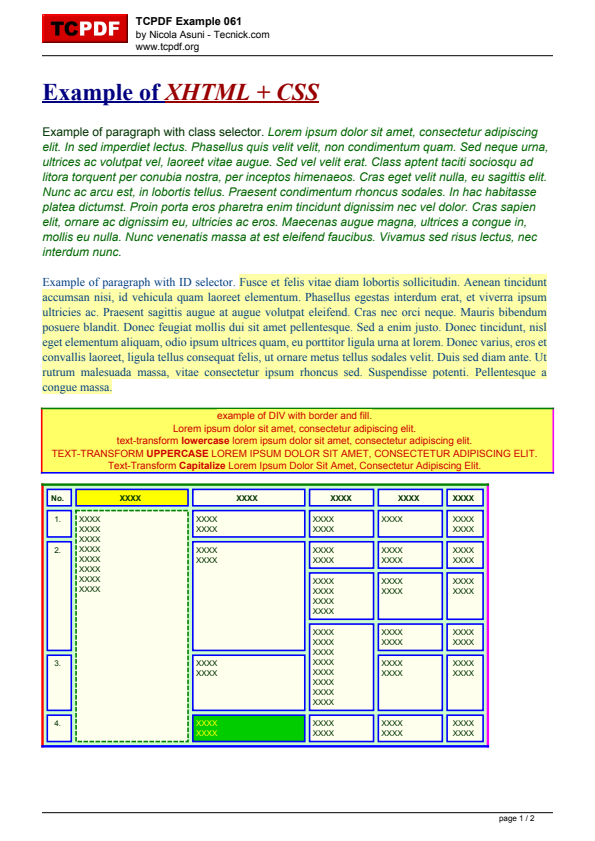 TCPDF
TCPDF Example 061
by Nicola Asuni - Tecnick.com
www.tcpdf.org
Example of XHTML + CSS
Example of paragraph with class selector. Lorem ipsum dolor sit amet, consectetur adipiscing
elit. In sed imperdiet lectus. Phasellus quis velit velit, non condimentum quam. Sed neque urna,
ultrices ac volutpat vel, laoreet vitae augue. Sed vel velit erat. Class aptent taciti sociosqu ad
litora torquent per conubia nostra, per inceptos himenaeos. Cras eget velit nulla, eu sagittis elit.
Nunc ac arcu est, in lobortis tellus. Praesent condimentum rhoncus sodales. In hac habitasse
platea dictumst. Proin porta eros pharetra enim tincidunt dignissim nec vel dolor. Cras sapien
elit, ornare ac dignissim eu, ultricies ac eros. Maecenas augue magna, ultrices a congue in,
mollis eu nulla. Nunc venenatis massa at est eleifend faucibus. Vivamus sed risus lectus, nec
interdum nunc.
Example of paragraph with ID selector. Fusce et felis vitae diam lobortis sollicitudin. Aenean tincidunt
accumsan nisi, id vehicula quam laoreet elementum. Phasellus egestas interdum erat, et viverra ipsum
ultricies ac. Praesent sagittis augue at augue volutpat eleifend. Cras nec orci neque. Mauris bibendum
posuere blandit. Donec feugiat mollis dui sit amet pellentesque. Sed a enim justo. Donec tincidunt, nisl
eget elementum aliquam, odio ipsum ultrices quam, eu porttitor ligula urna at lorem. Donec varius, eros et
convallis laoreet, ligula tellus consequat felis, ut ornare metus tellus sodales velit. Duis sed diam ante. Ut
rutrum malesuada massa, vitae consectetur ipsum rhoncus sed. Suspendisse potenti. Pellentesque a
congue massa.
example of DIV with border and fill.
Lorem ipsum dolor sit amet, consectetur adipiscing elit.
text-transform lowercase lorem ipsum dolor sit amet, consectetur adipiscing elit.
TEXT-TRANSFORM UPPERCASE LOREM IPSUM DOLOR SIT AMET, CONSECTETUR ADIPISCING ELIT.
Text-Transform Capitalize Lorem Ipsum Dolor Sit Amet, Consectetur Adipiscing Elit.
No. XXXX XXXX XXXX XXXX XXXX
1. XXXX XXXX XXXX XXXX XXXX
XXXX XXXX XXXX XXXX
XXXX
2. XXXX XXXX XXXX XXXX XXXX
XXXX XXXX XXXX XXXX XXXX
XXXX
XXXX
XXXX
XXXX XXXX XXXX
XXXX XXXX XXXX
XXXX
XXXX
XXXX XXXX XXXX
XXXX XXXX XXXX
XXXX
3. XXXX XXXX XXXX XXXX
XXXX XXXX XXXX XXXX
XXXX
XXXX
XXXX
4. XXXX XXXX XXXX XXXX
XXXX XXXX XXXX XXXX
page 1 / 2